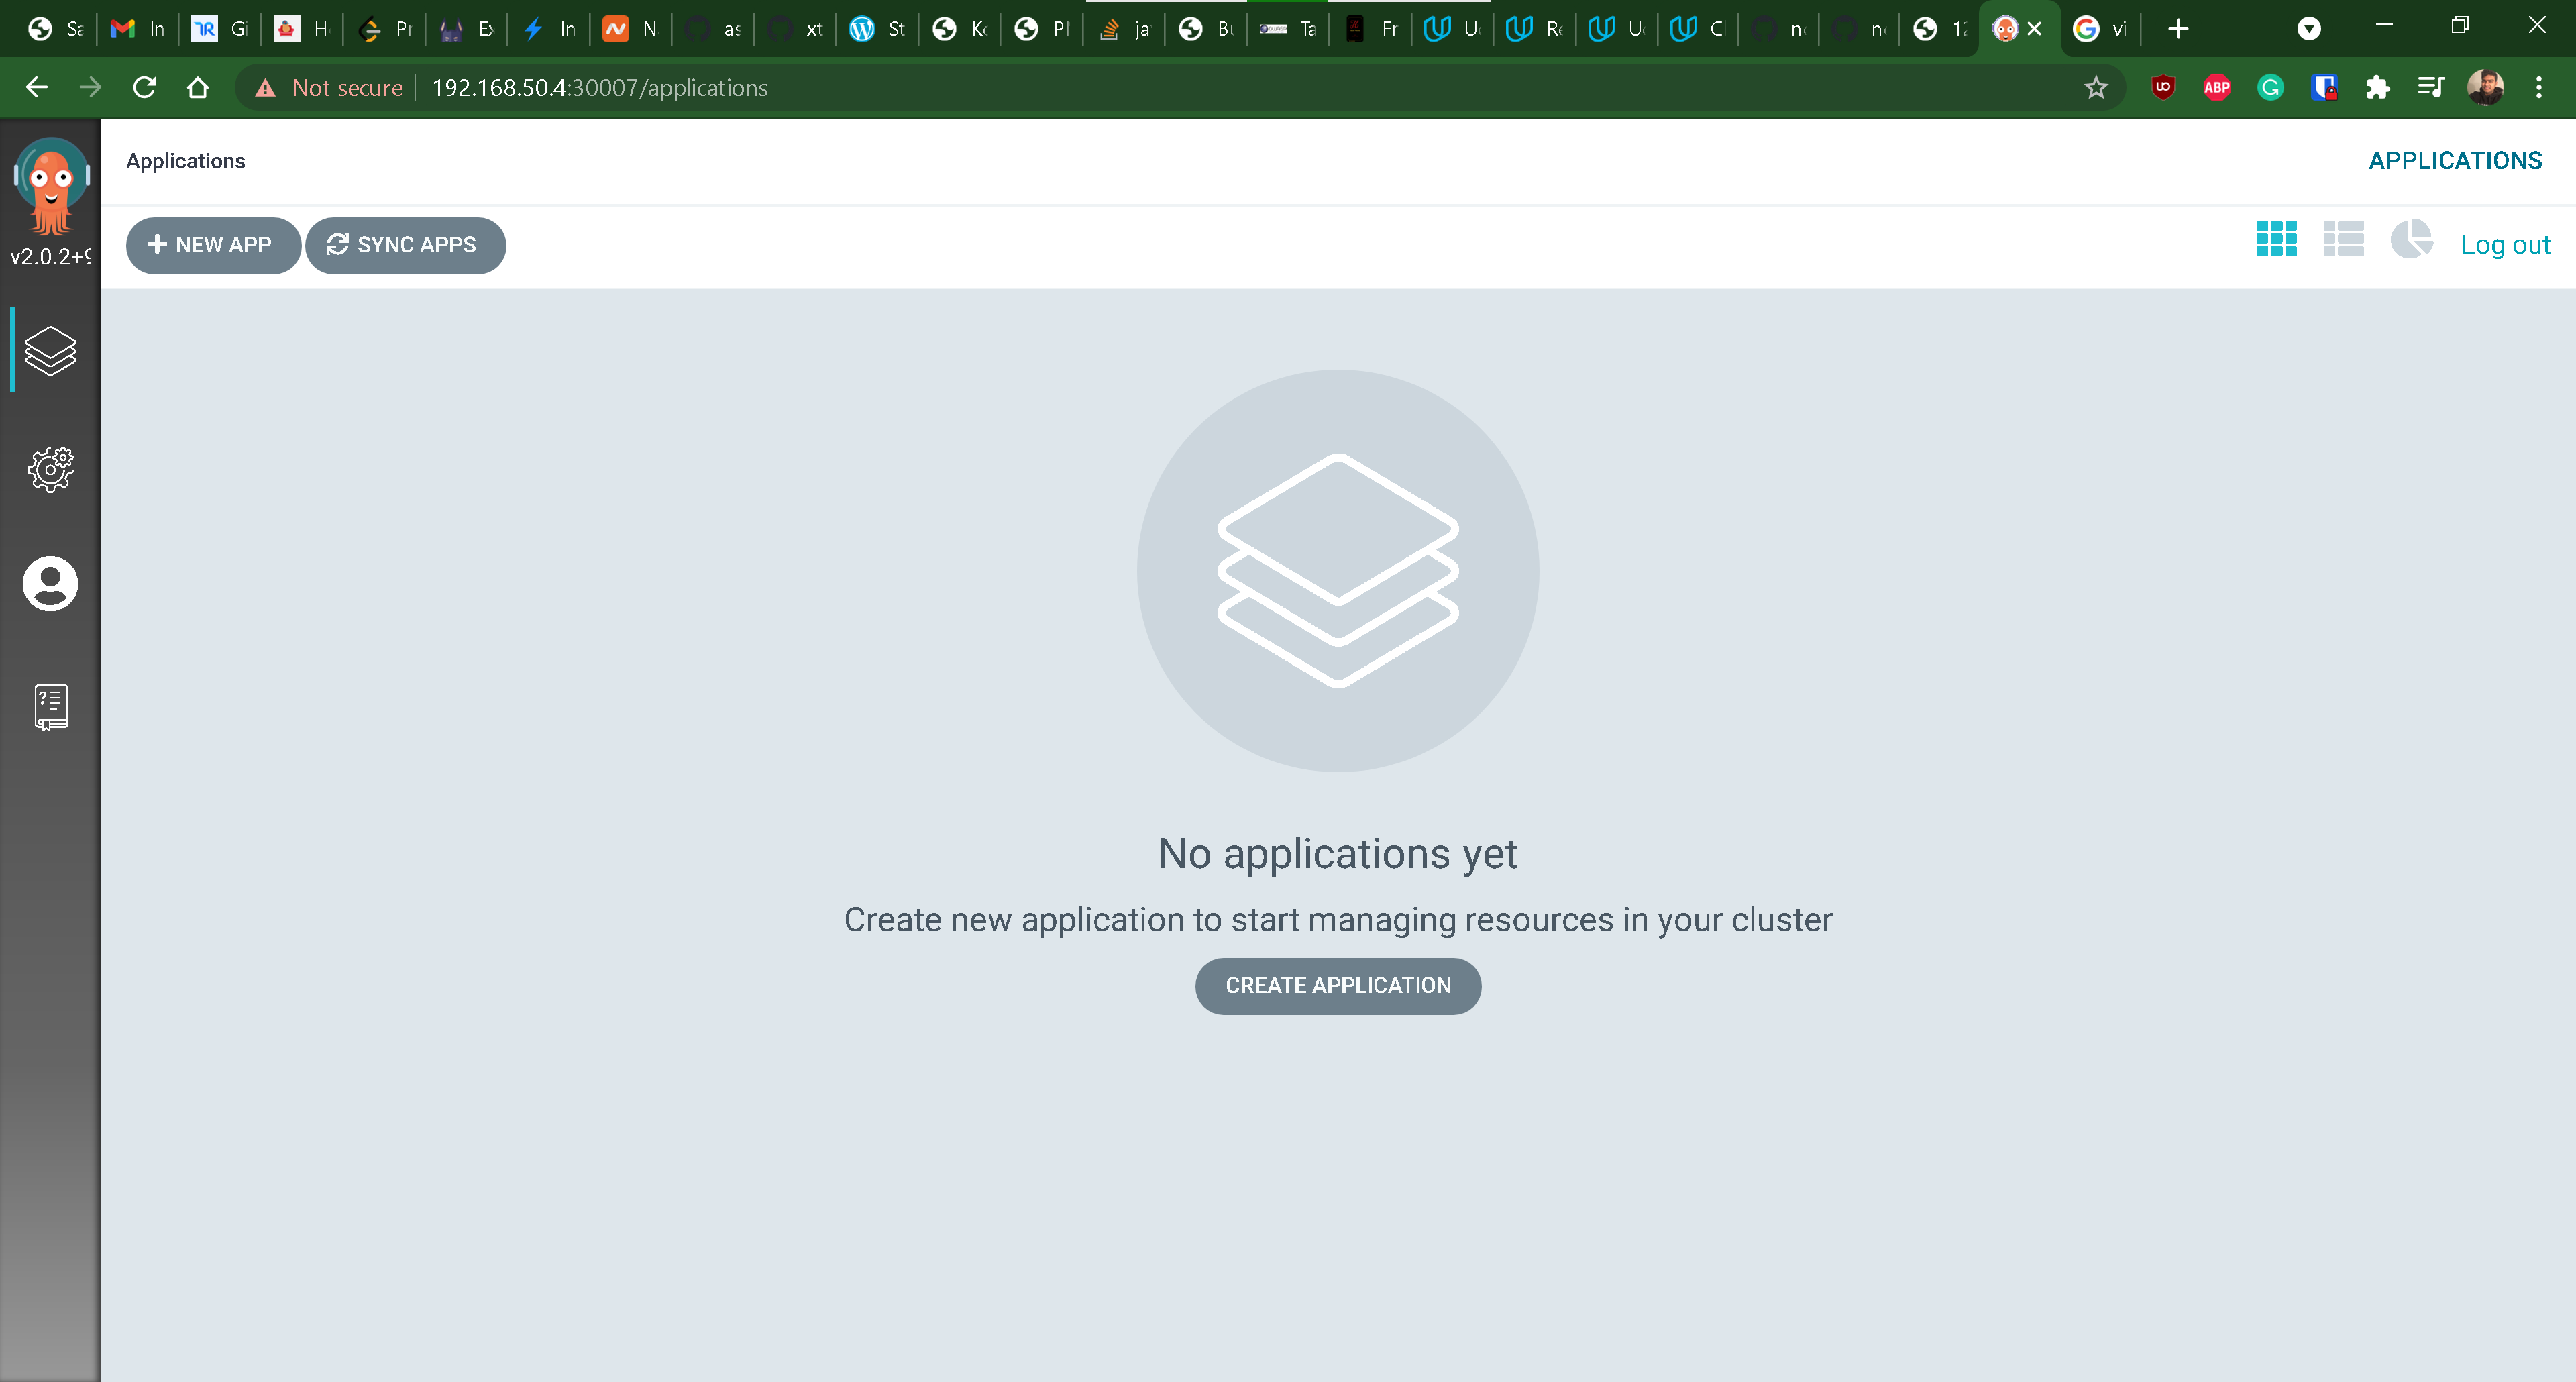 Sa In Gi H Pr Ex In N as xt St Ko Pl ja Bu Ta Fr U Re U C n n 12 vi
Not secure 192.168.50.4:30007/applications
UD ABP
Applications
APPLICATIONS
v2.0.2+9
NEW APP
SYNC APPS
Log out
No applications yet
Create new application to start managing resources in your cluster
CREATE APPLICATION